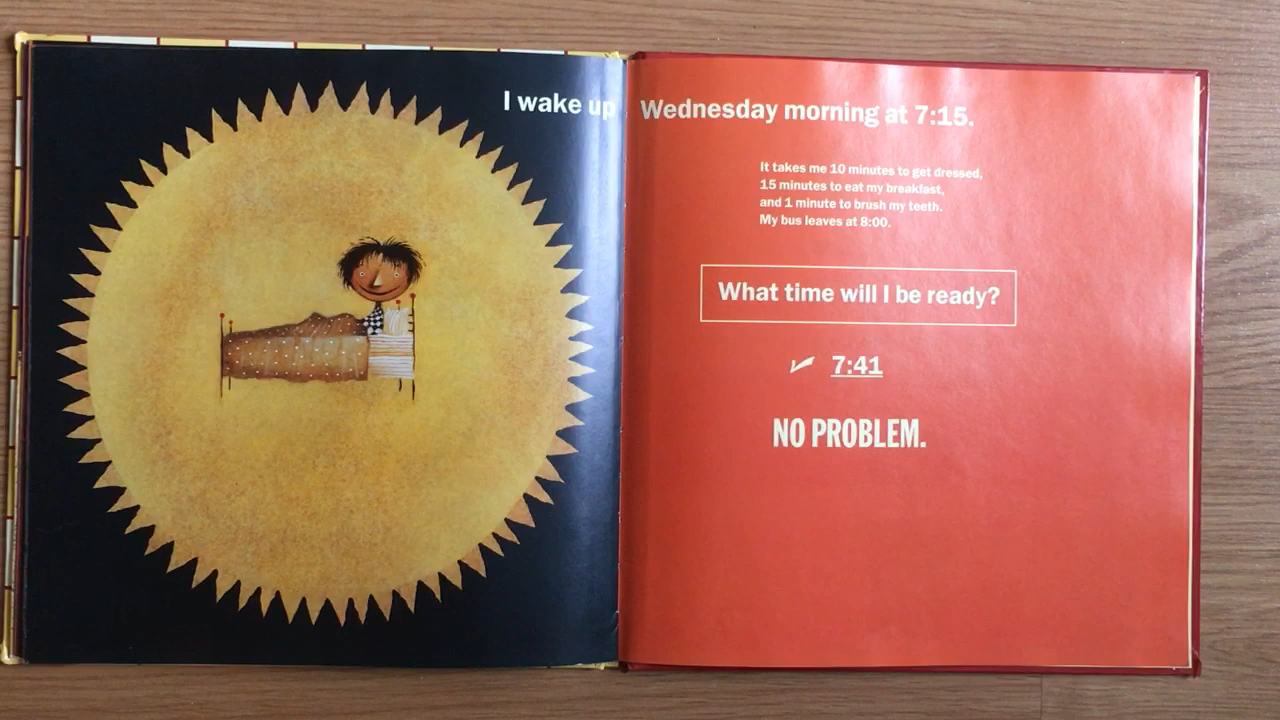 I wake up Wednesday morning at 7:15.
It takes me 10 minutes to get dressed,
15 minutes to eat my breakfast,
and 1 minute to brush my teeth.
My bus leaves at 8:00.
What time will I be ready?
7:41
NO PROBLEM.